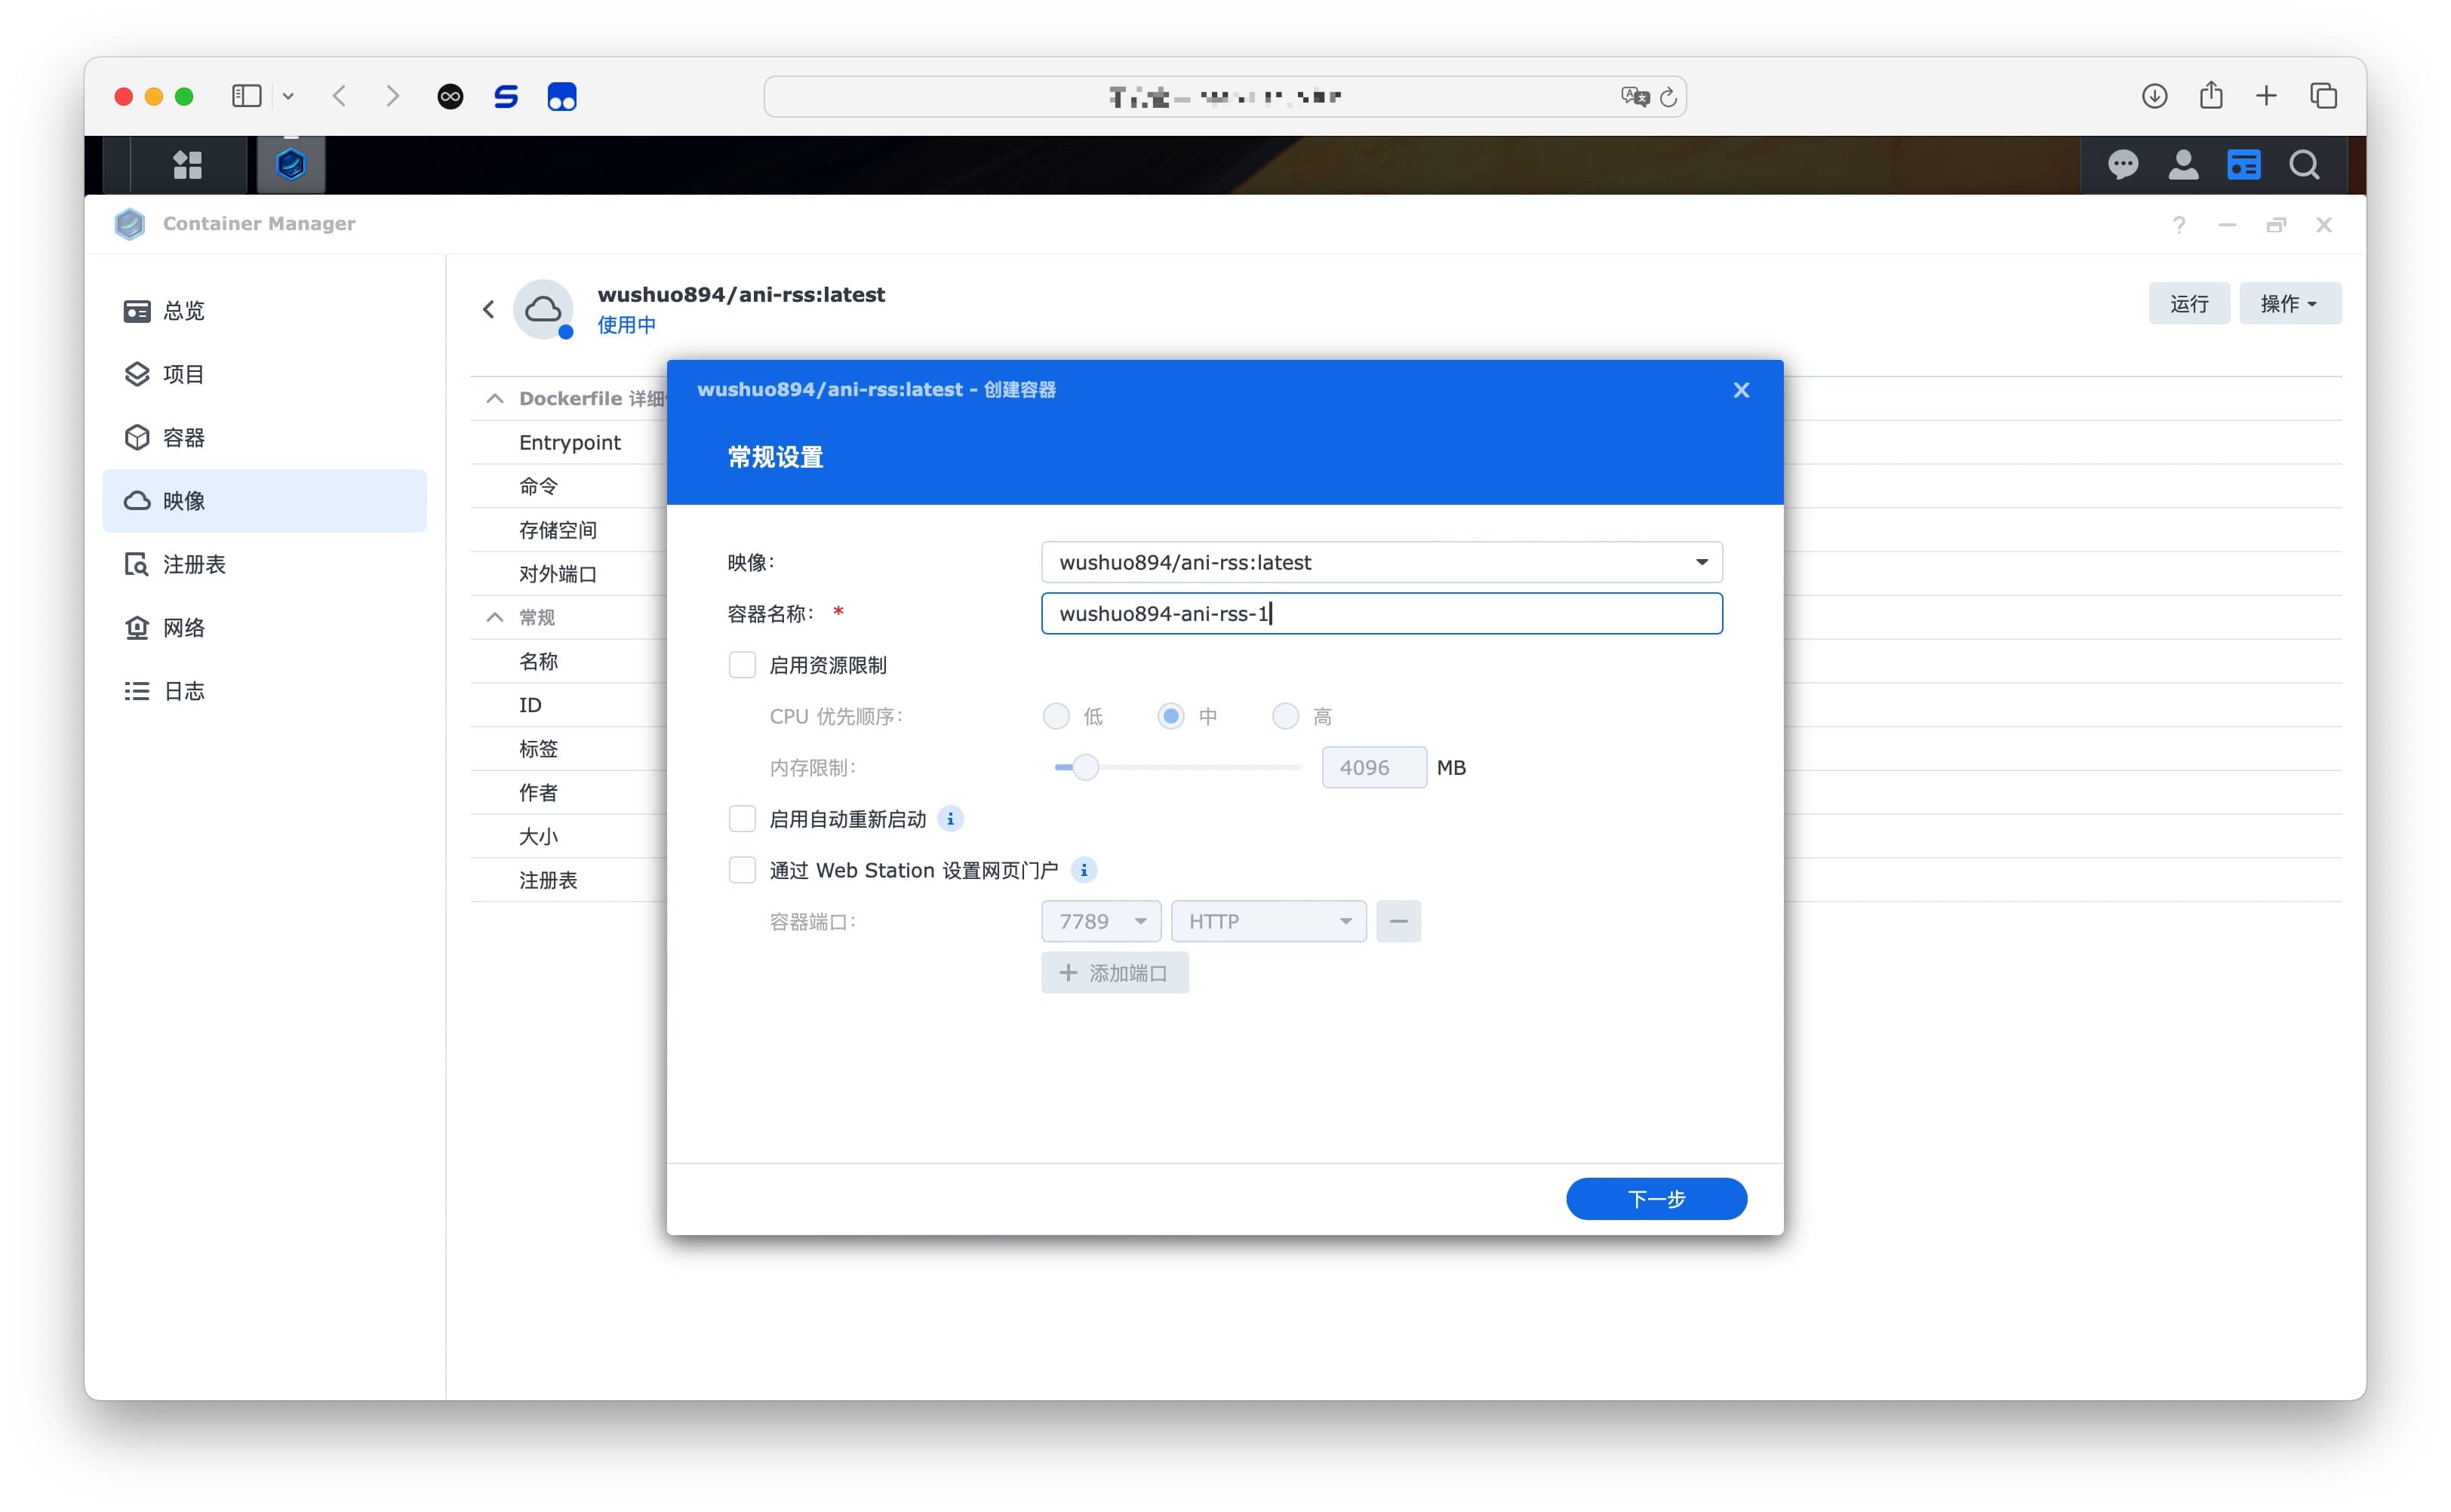 Container Manager
总览
项目
容器
映像
注册表
网络
日志
wushuo894/ani-rss:latest
使用中
运行
操作
Dockerfile 详细
Entrypoint
命令
存储空间
对外端口
常规
名称
ID
标签
作者
大小
注册表
wushuo894/ani-rss:latest - 创建容器
常规设置
映像：
wushuo894/ani-rss:latest
容器名称： *
wushuo894-ani-rss-1
启用资源限制
CPU 优先顺序：
低
中
高
内存限制：
4096
MB
启用自动重新启动
通过 Web Station 设置网页门户
容器端口：
7789
HTTP
添加端口
下一步